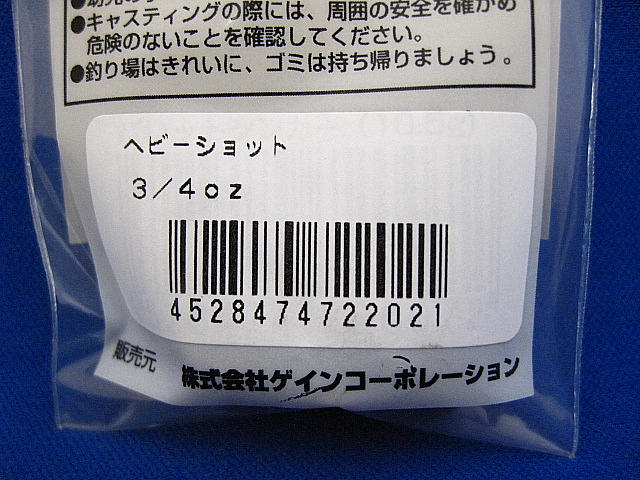 ●キャスティングの際には、周囲の安全を確かめ
危険のないことを確認してください。
●釣り場はきれいに、ゴミは持ち帰りましょう。
ヘビーショット
3/4oz
4528474722021
販売元 株式会社ゲインコーポレーション